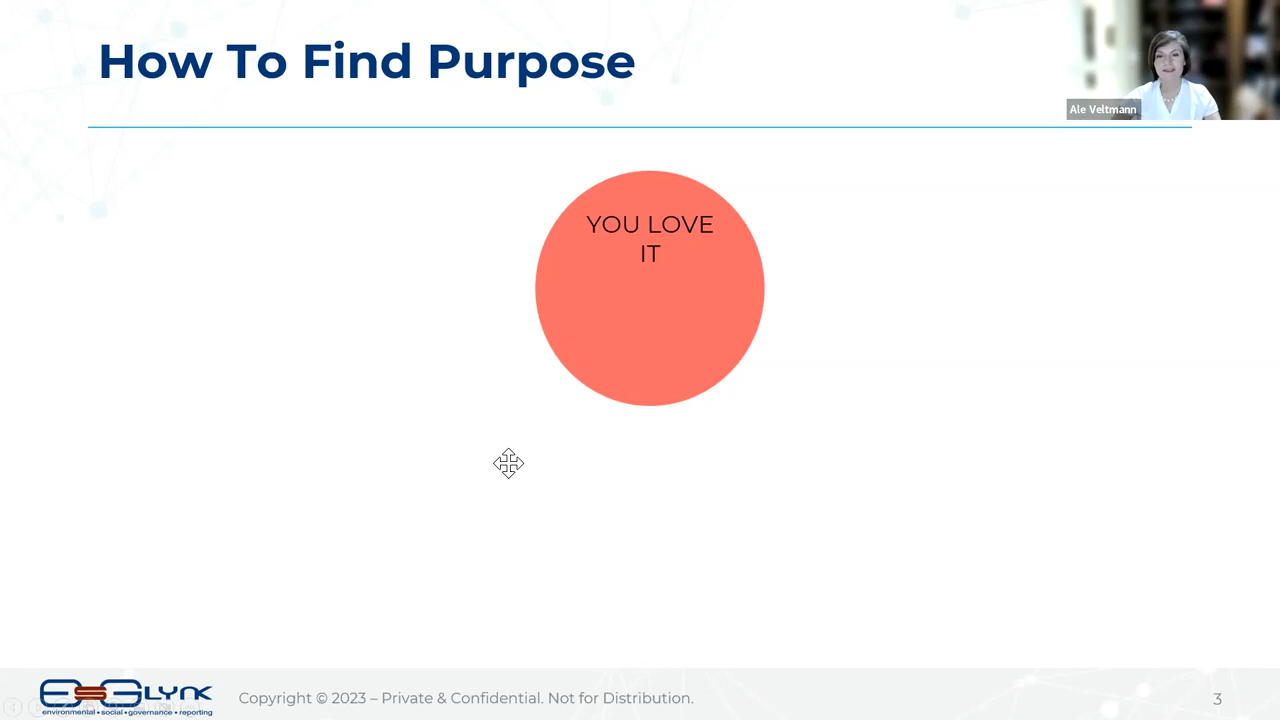 How To Find Purpose
Ale Veltmann
YOU LOVE
IT
ESGLYNK
environmental • social • governance • reporting
Copyright © 2023 – Private & Confidential. Not for Distribution.
3